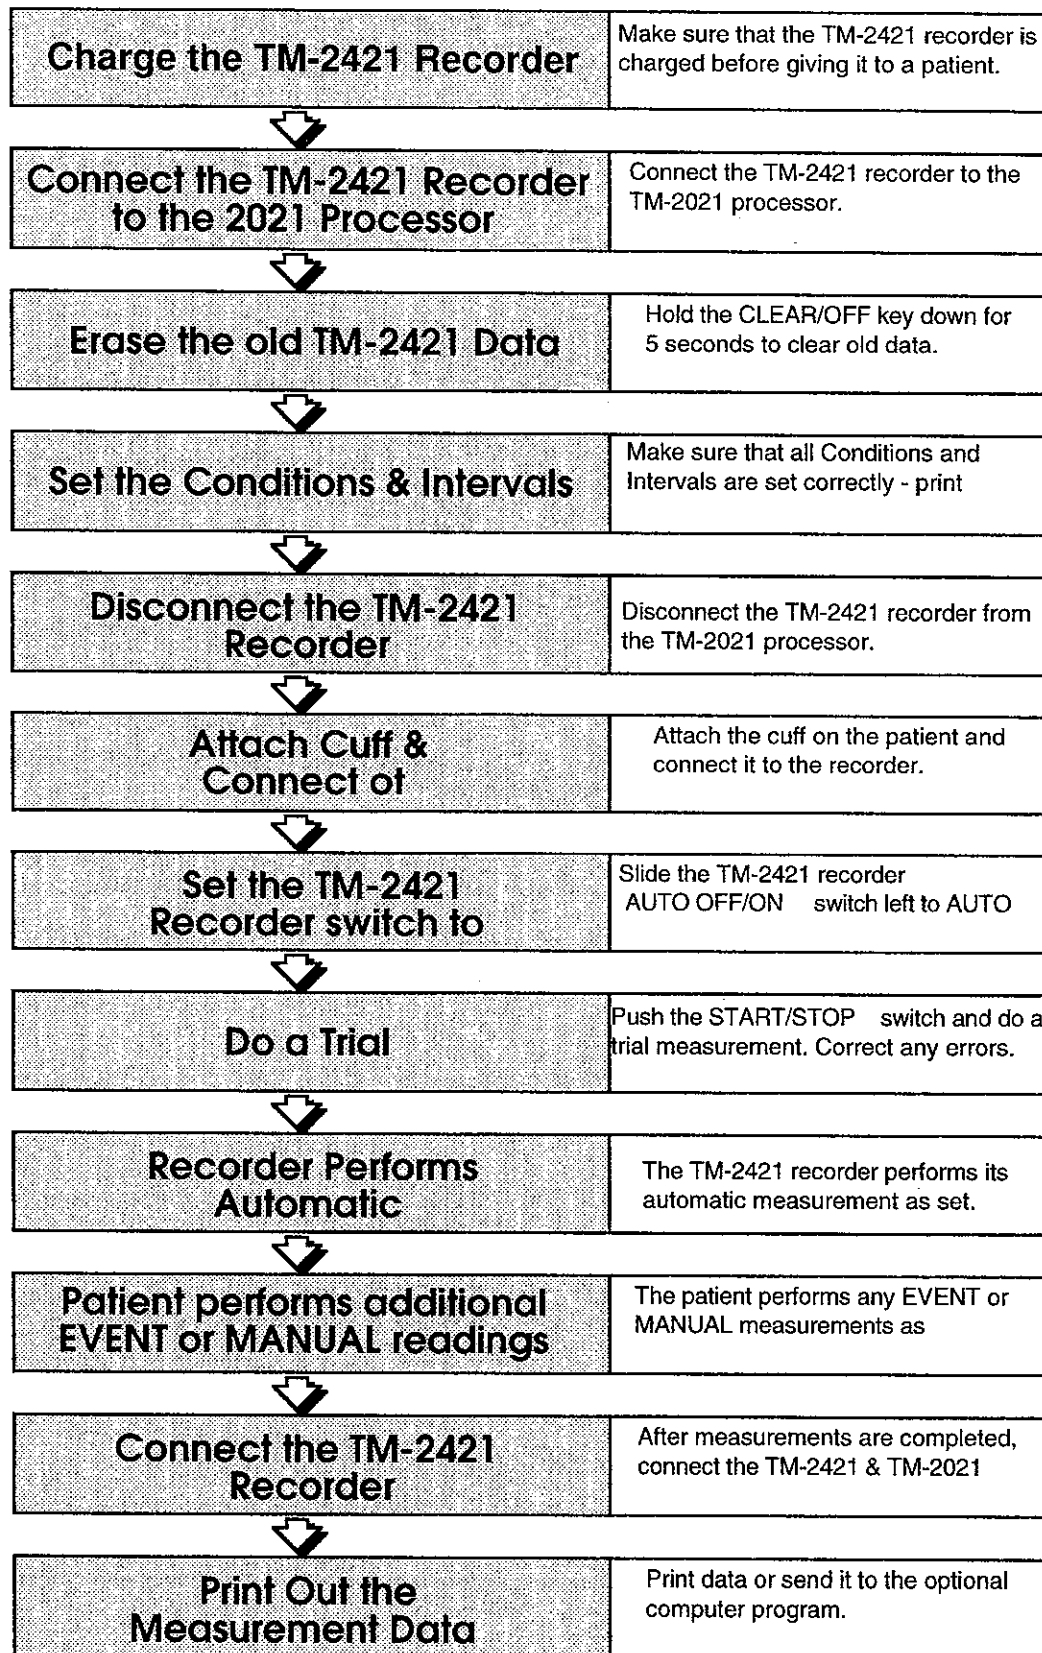 Charge the TM-2421 Recorder
Make sure that the TM-2421 recorder is
charged before giving it to a patient.
Connect the TM-2421 Recorder
to the 2021 Processor
Connect the TM-2421 recorder to the
TM-2021 processor.
Erase the old TM-2421 Data
Hold the CLEAR/OFF key down for
5 seconds to clear old data.
Set the Conditions & Intervals
Make sure that all Conditions and
Intervals are set correctly - print
Disconnect the TM-2421
Recorder
Disconnect the TM-2421 recorder from
the TM-2021 processor.
Attach Cuff &
Connect of
Attach the cuff on the patient and
connect it to the recorder.
Set the TM-2421
Recorder switch to
Slide the TM-2421 recorder
AUTO OFF/ON switch left to AUTO
Do a Trial
Push the START/STOP switch and do a
trial measurement. Correct any errors.
Recorder Performs
Automatic
The TM-2421 recorder performs its
automatic measurement as set.
Patient performs additional
EVENT or MANUAL readings
The patient performs any EVENT or
MANUAL measurements as
Connect the TM-2421
Recorder
After measurements are completed,
connect the TM-2421 & TM-2021
Print Out the
Measurement Data
Print data or send it to the optional
computer program.